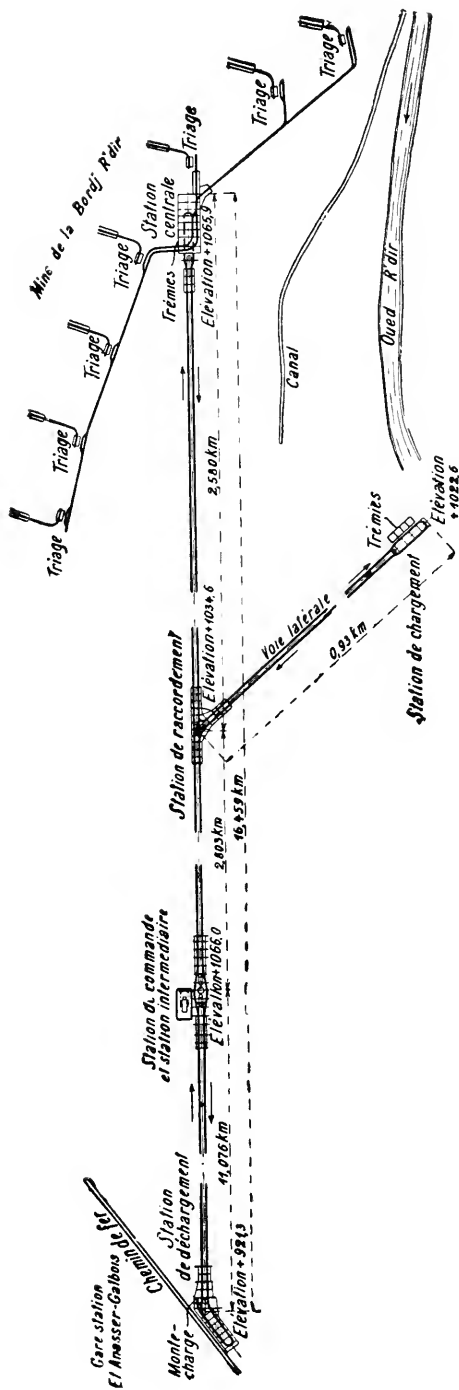 Gare station
El Anasser-Galbois
Chemin de fer
Monte-
charge
Station
de déchargement
Elévation + 921,3
11,076 km
Station de commande
et station intermédiaire
Elévation + 1066,0
2,803 km
16,459 km
Station de raccordement
Elévation + 1034,6
Voie latérale
0,93 km
Station de chargement
Trémies
Elévation
+ 1022,6
2,580 km
Mine de la Bordj R'dir
Triage
Triage
Triage
Triage
Trémies
Station
centrale
Elévation + 1065,9
Triage
Triage
Triage
Canal
Oued R'dir